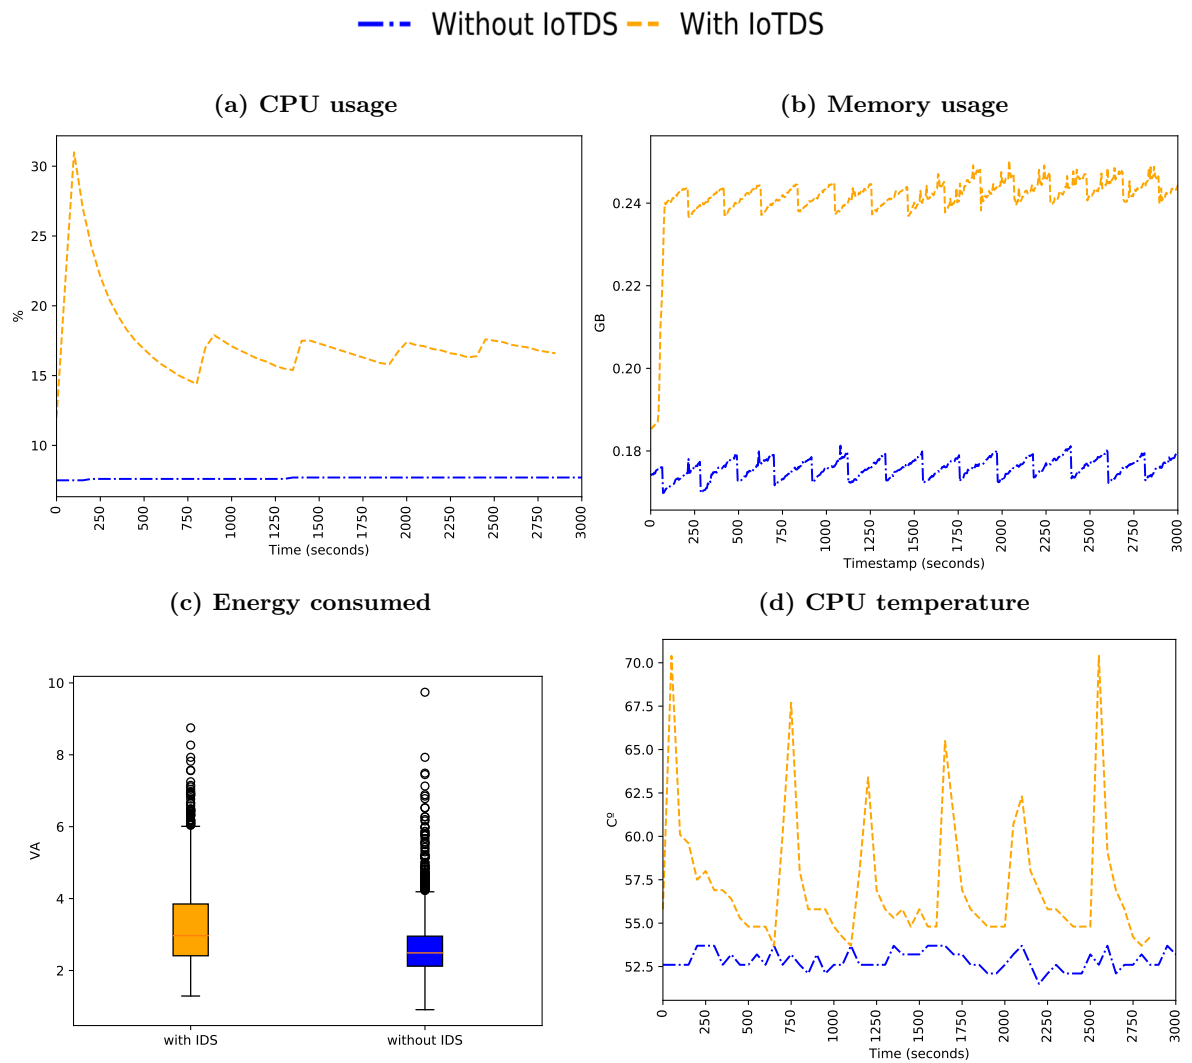 Without IoTDS With IoTDS
(a) CPU usage
(b) Memory usage
30
25
20
15
10
%
0 250 500 750 1000 1250 1500 1750 2000 2250 2500 2750 3000
Time (seconds)
0.24
0.22
0.20
0.18
GB
0 250 500 750 1000 1250 1500 1750 2000 2250 2500 2750 3000
Timestamp (seconds)
(c) Energy consumed
(d) CPU temperature
10
8
6
4
2
VA
with IDS without IDS
70.0
67.5
65.0
62.5
60.0
57.5
55.0
52.5
Cº
0 250 500 750 1000 1250 1500 1750 2000 2250 2500 2750 3000
Time (seconds)